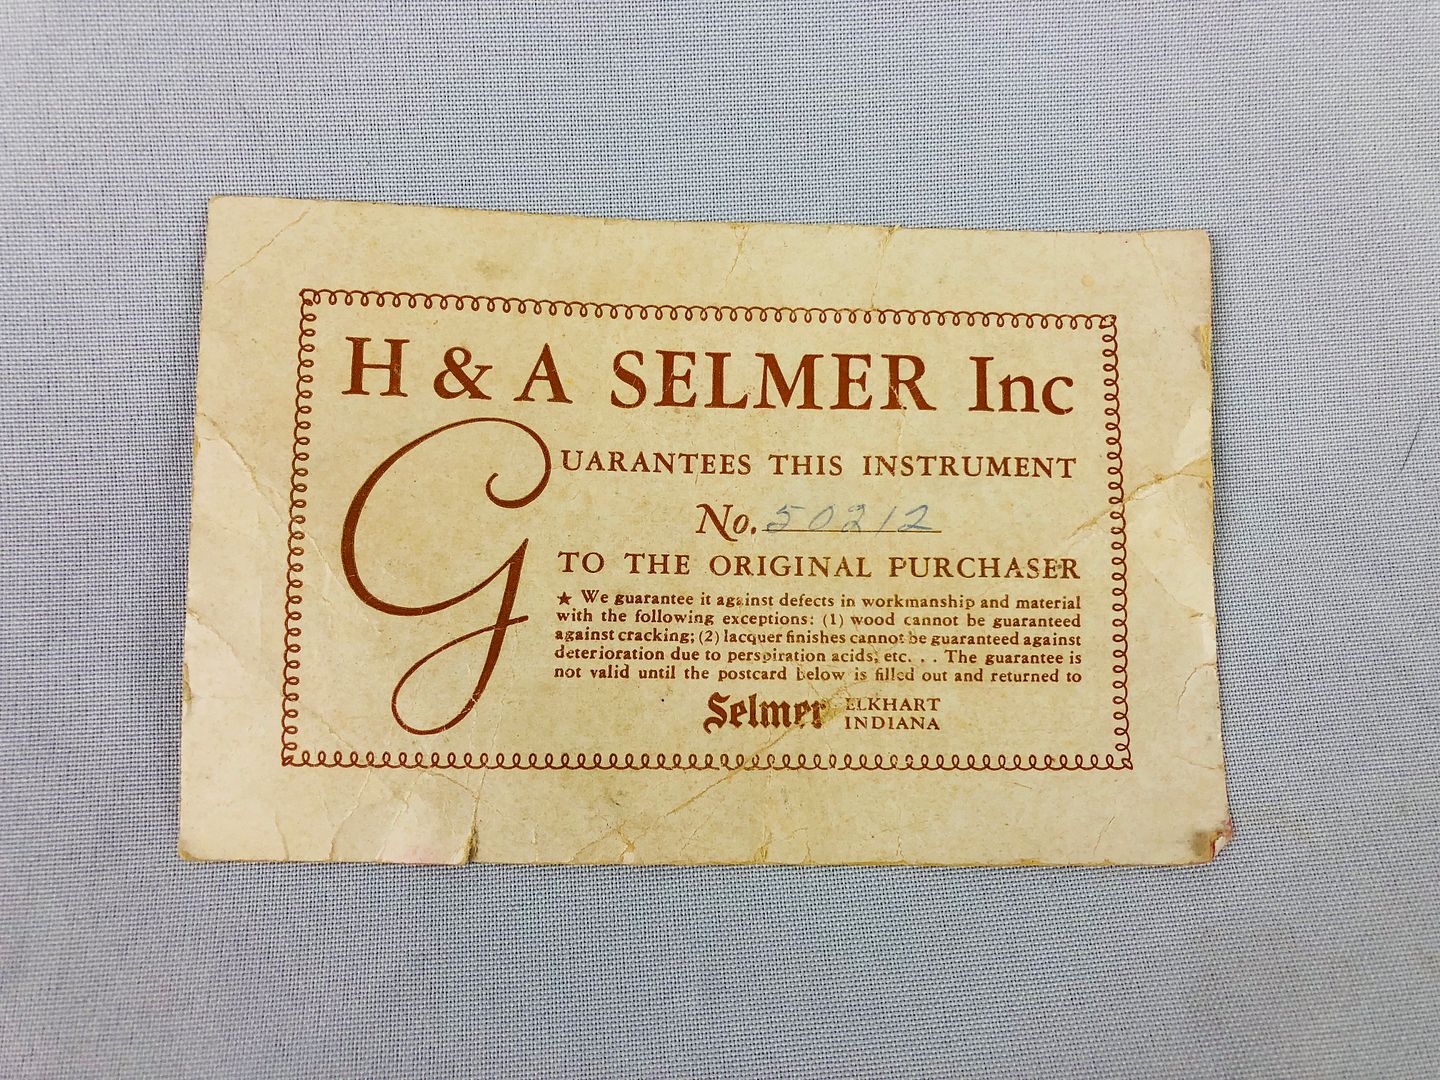 H & A SELMER Inc
GUARANTEES THIS INSTRUMENT
No. 50212
TO THE ORIGINAL PURCHASER
★ We guarantee it against defects in workmanship and material
with the following exceptions: (1) wood cannot be guaranteed
against cracking; (2) lacquer finishes cannot be guaranteed against
deterioration due to perspiration acids, etc. . . The guarantee is
not valid until the postcard below is filled out and returned to
Selmer ELKHART
INDIANA